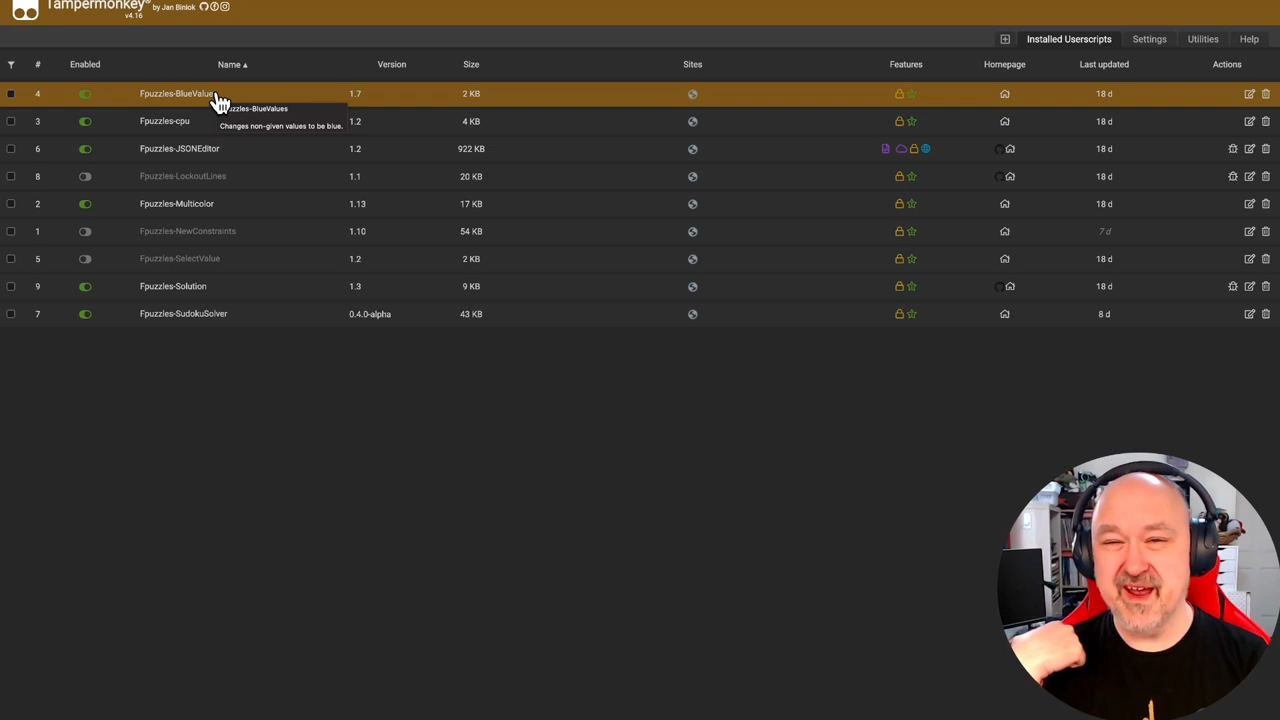 Tampermonkey® by Jan Biniok
v4.16
Installed Userscripts Settings Utilities Help
# Enabled Name ▴ Version Size Sites Features Homepage Last updated Actions
4 Fpuzzles-BlueValue 1.7 2 KB 18 d
zzles-BlueValues
Changes non-given values to be blue.
3 Fpuzzles-cpu 1.2 4 KB 18 d
6 Fpuzzles-JSONEditor 1.2 922 KB 18 d
8 Fpuzzles-LockoutLines 1.1 20 KB 18 d
2 Fpuzzles-Multicolor 1.13 17 KB 18 d
1 Fpuzzles-NewConstraints 1.10 54 KB 7 d
5 Fpuzzles-SelectValue 1.2 2 KB 18 d
9 Fpuzzles-Solution 1.3 9 KB 18 d
7 Fpuzzles-SudokuSolver 0.4.0-alpha 43 KB 8 d